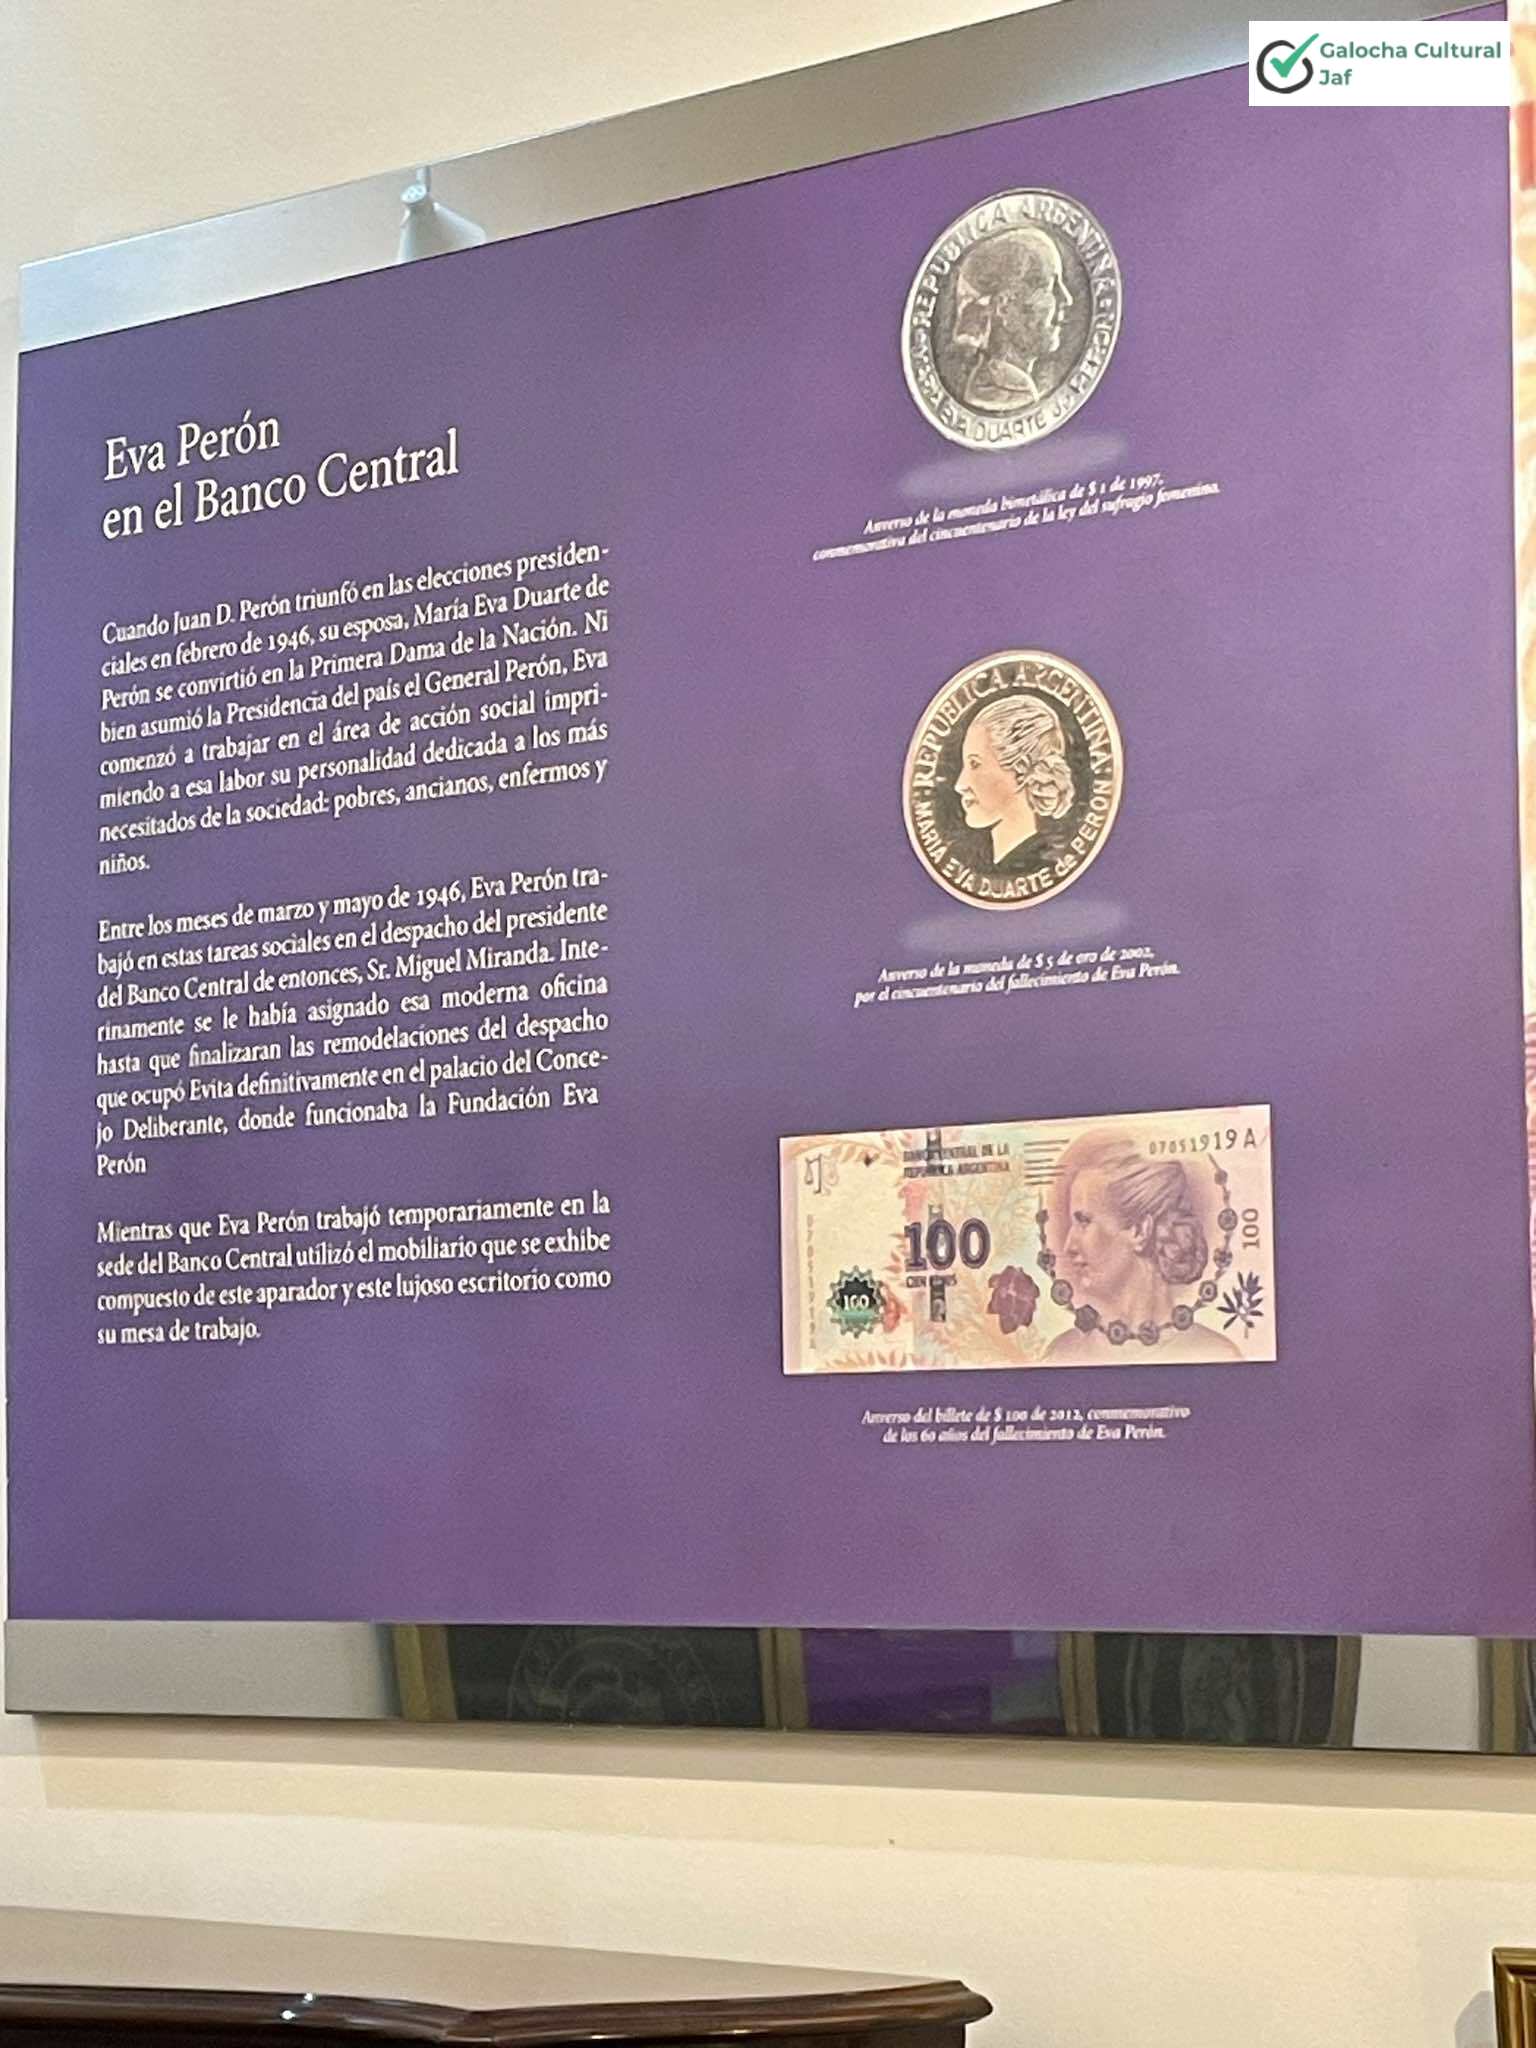 Galocha Cultural
Jaf
Eva Perón
en el Banco Central
Cuando Juan D. Perón triunfó en las elecciones presiden-
ciales en febrero de 1946, su esposa, María Eva Duarte de
Perón se convirtió en la Primera Dama de la Nación. Ni
bien asumió la Presidencia del país el General Perón, Eva
comenzó a trabajar en el área de acción social impri-
miendo a esa labor su personalidad dedicada a los más
necesitados de la sociedad: pobres, ancianos, enfermos y
niños.
Entre los meses de marzo y mayo de 1946, Eva Perón tra-
bajó en estas tareas sociales en el despacho del presidente
del Banco Central de entonces, Sr. Miguel Miranda. Inte-
rinamente se le había asignado esa moderna oficina
hasta que finalizaran las remodelaciones del despacho
que ocupó Evita definitivamente en el palacio del Conce-
jo Deliberante, donde funcionaba la Fundación Eva
Perón
Mientras que Eva Perón trabajó temporariamente en la
sede del Banco Central utilizó el mobiliario que se exhibe
compuesto de este aparador y este lujoso escritorio como
su mesa de trabajo.
REPUBLICA ARGENTINA
EVA DUARTE de PERON
Anverso de la moneda bimetálica de $ 1 de 1997,
conmemorativa del cincuentenario de la ley del sufragio femenino.
REPUBLICA ARGENTINA
MARIA EVA DUARTE de PERON
Anverso de la moneda de $ 5 de oro de 2002,
por el cincuentenario del fallecimiento de Eva Perón.
BANCO CENTRAL DE LA
REPUBLICA ARGENTINA
07051919 A
100
CIEN PESOS
100
100
Anverso del billete de $ 100 de 2012, conmemorativo
de los 60 años del fallecimiento de Eva Perón.